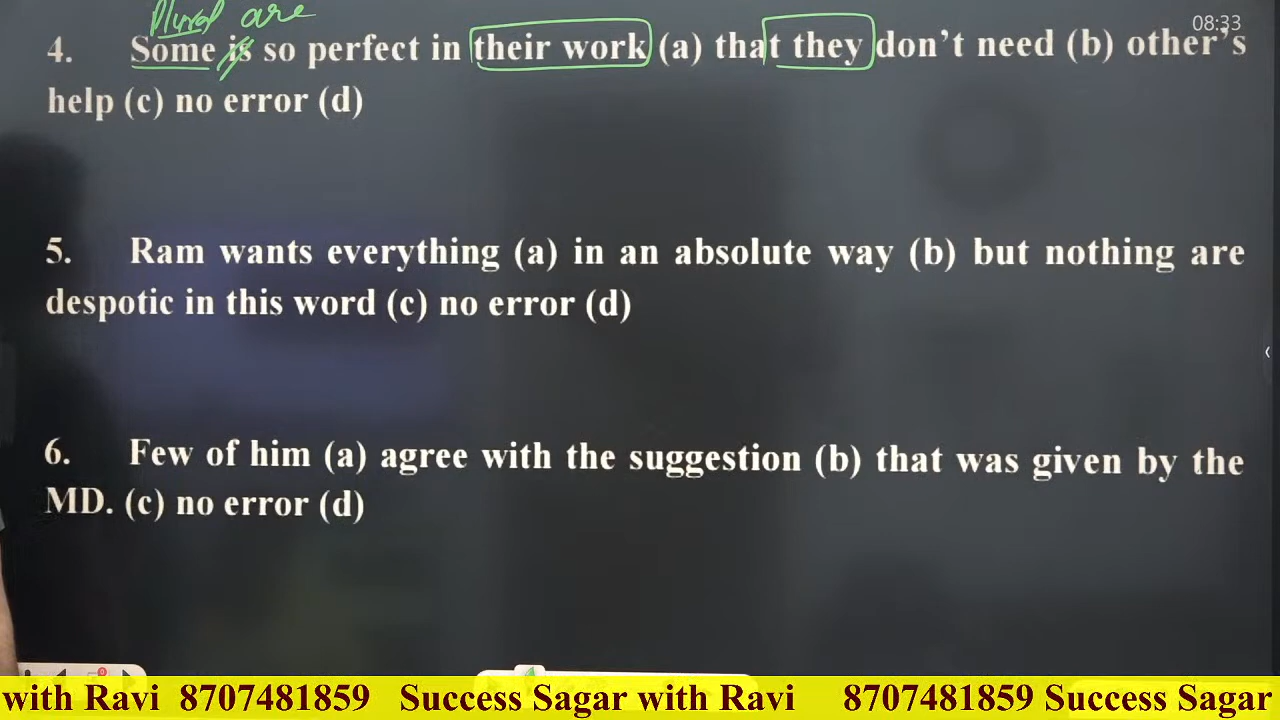 Plural are
08:33
4. Some is so perfect in their work (a) that they don't need (b) other's
help (c) no error (d)
5. Ram wants everything (a) in an absolute way (b) but nothing are
despotic in this word (c) no error (d)
6. Few of him (a) agree with the suggestion (b) that was given by the
MD. (c) no error (d)
with Ravi 8707481859 Success Sagar with Ravi 8707481859 Success Sagar